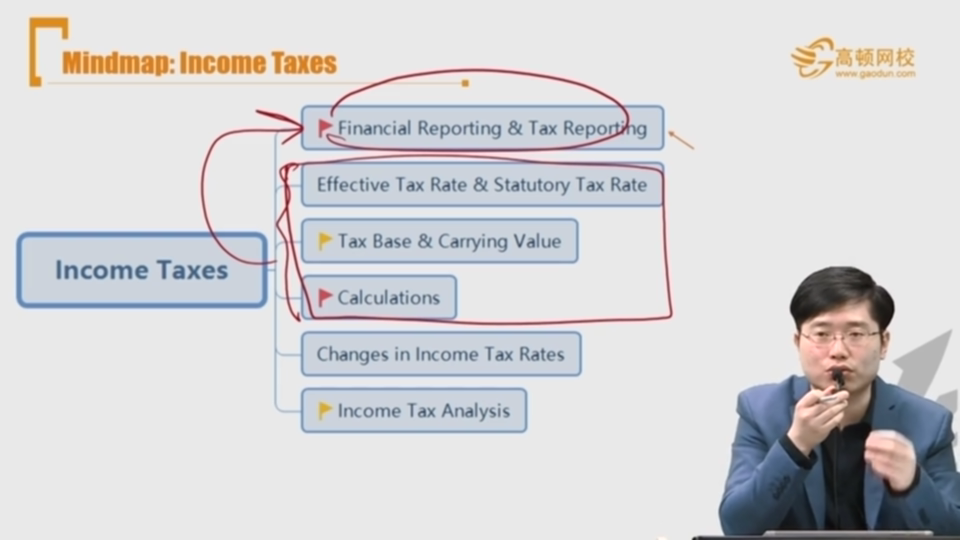 Mindmap: Income Taxes
高顿网校
www.gaodun.com
Financial Reporting & Tax Reporting
Effective Tax Rate & Statutory Tax Rate
Tax Base & Carrying Value
Income Taxes
Calculations
Changes in Income Tax Rates
Income Tax Analysis